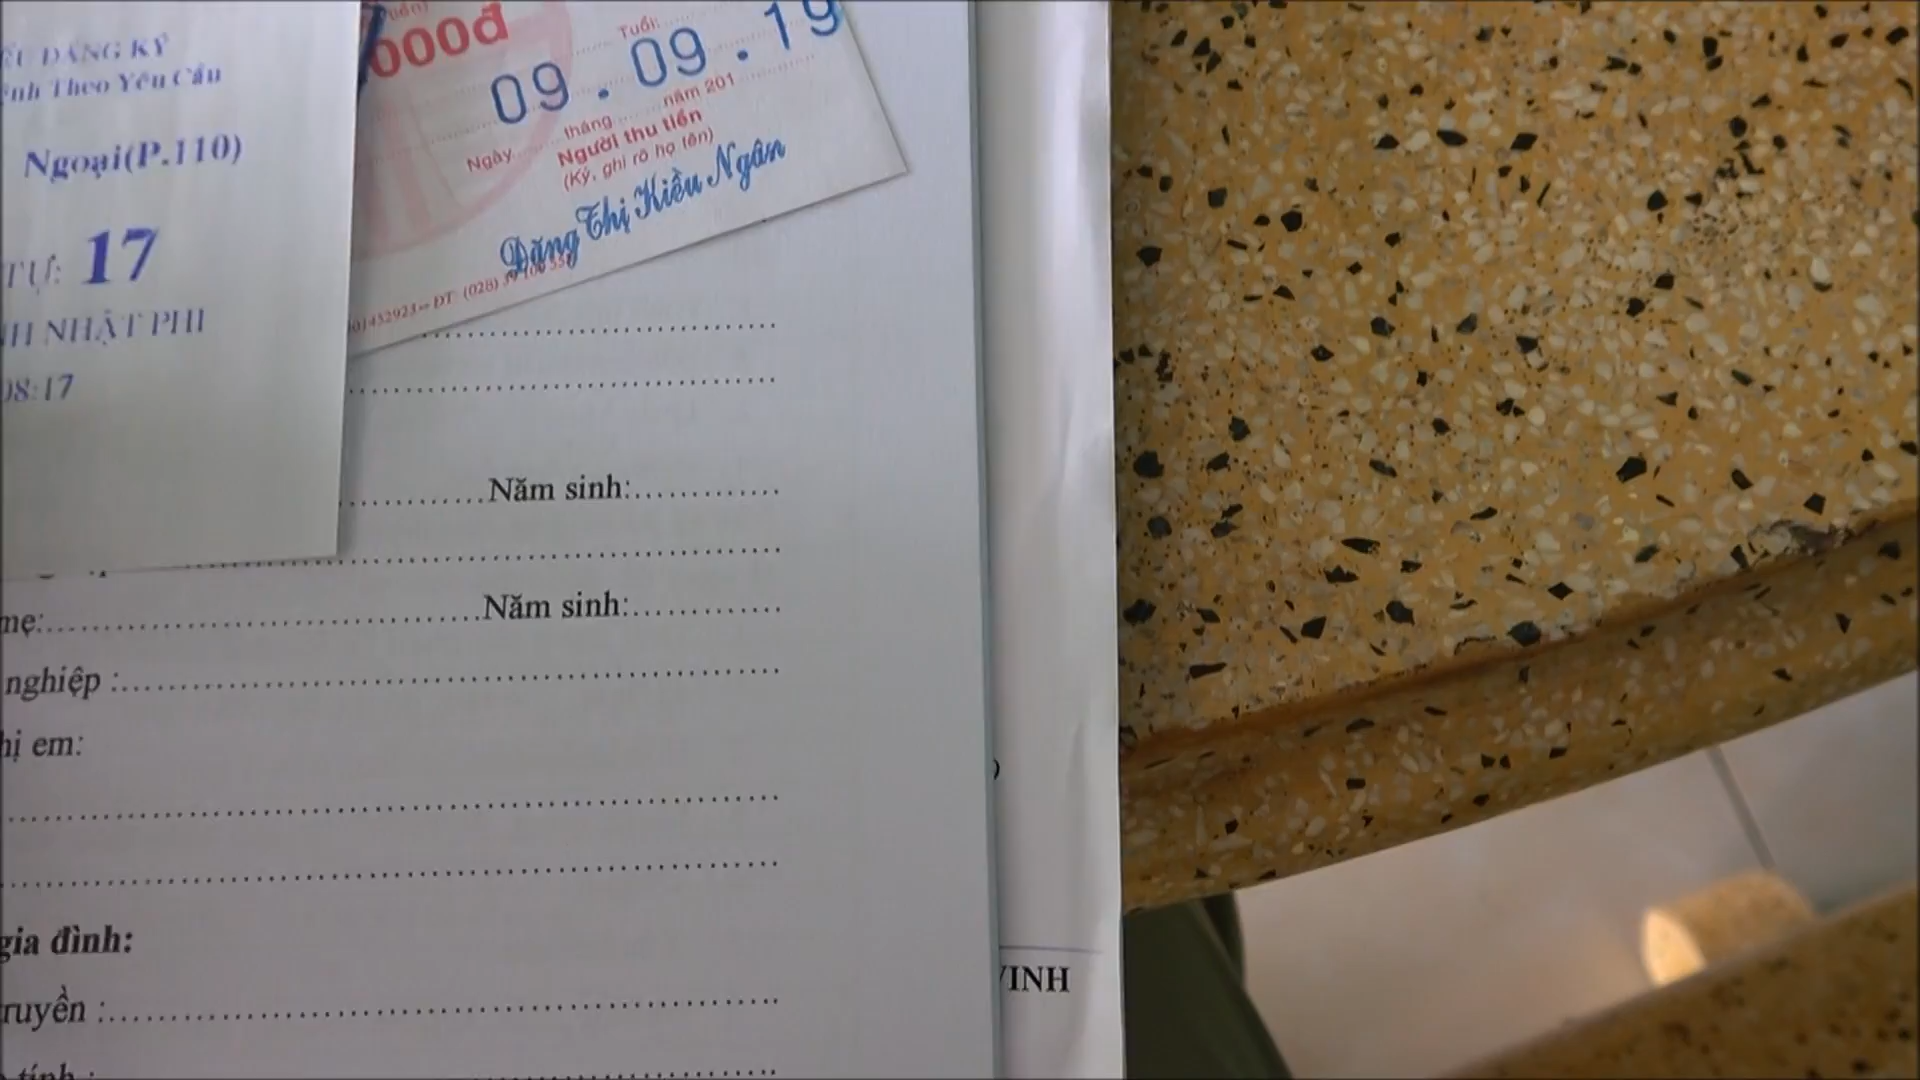 ĐĂNG KÝ
Theo Yêu Cầu
Ngoại(P.110)
TỰ: 17
NHẬT PHI
08:17
000đ
Tuổi:
09.09.19
Ngày tháng năm 201
Người thu tiền
(Ký, ghi rõ họ tên)
Đặng Thị Kiều Ngân
ĐT: (028)
Năm sinh:
mẹ: Năm sinh:
nghiệp :
hị em:
gia đình:
ruyền :
tính :
VINH